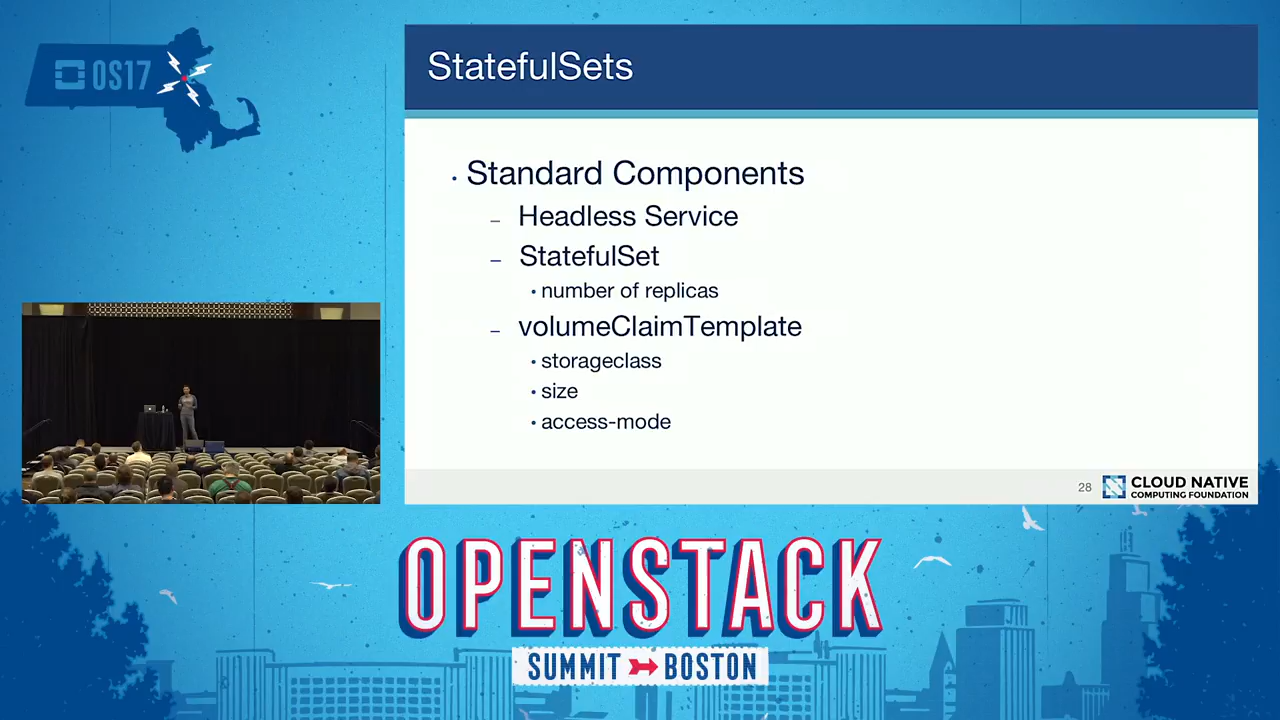 OS17
StatefulSets
• Standard Components
– Headless Service
– StatefulSet
• number of replicas
– volumeClaimTemplate
• storageclass
• size
• access-mode
28
CLOUD NATIVE
COMPUTING FOUNDATION
OPENSTACK
SUMMIT BOSTON